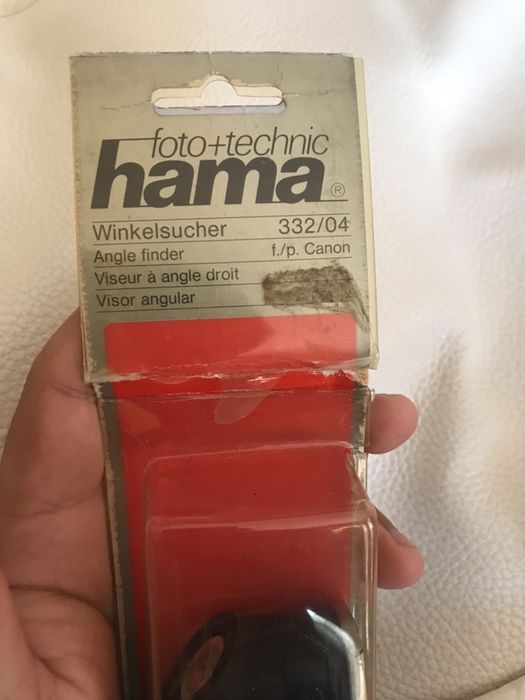 foto+technic
hama®
Winkelsucher 332/04
Angle finder f./p. Canon
Viseur à angle droit
Visor angular